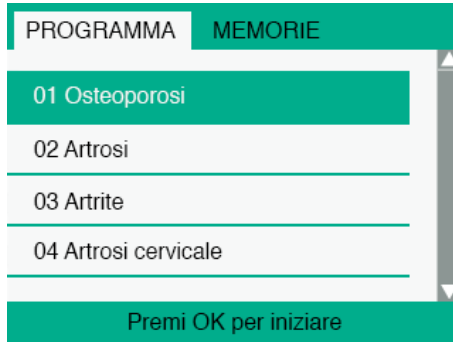 PROGRAMMA MEMORIE
01 Osteoporosi
02 Artrosi
03 Artrite
04 Artrosi cervicale
Premi OK per iniziare